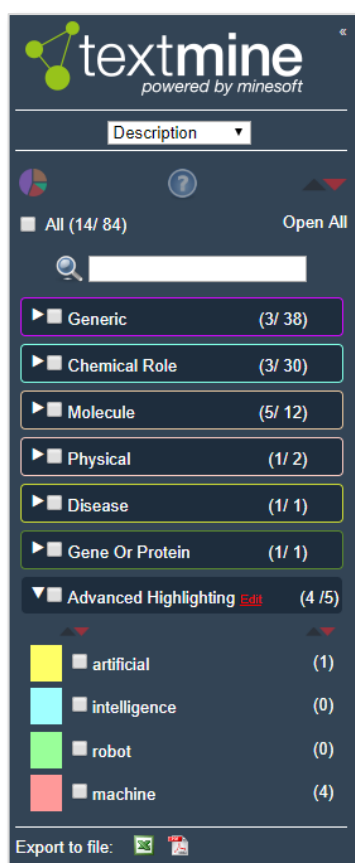 «
textmine
powered by minesoft
Description
?
All (14/ 84) Open All
Generic (3/ 38)
Chemical Role (3/ 30)
Molecule (5/ 12)
Physical (1/ 2)
Disease (1/ 1)
Gene Or Protein (1/ 1)
Advanced Highlighting Edit (4 /5)
artificial (1)
intelligence (0)
robot (0)
machine (4)
Export to file: